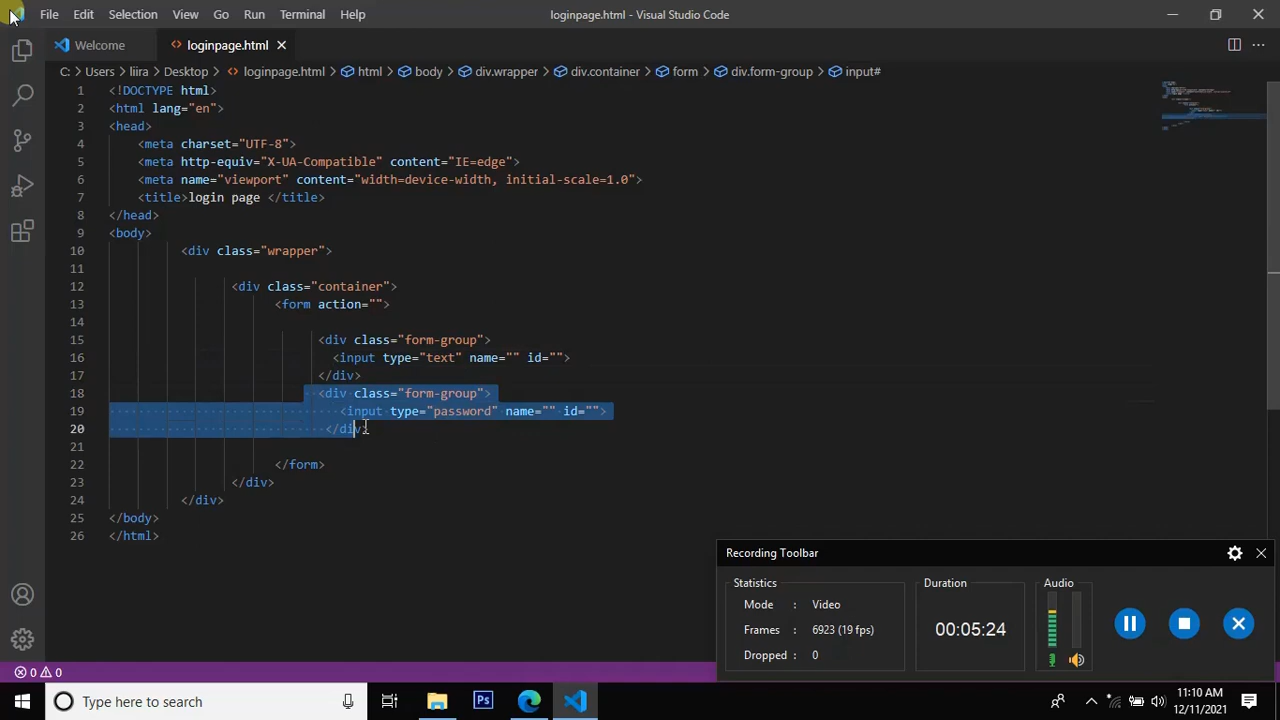 File Edit Selection View Go Run Terminal Help loginpage.html - Visual Studio Code
Welcome loginpage.html
C: > Users > liira > Desktop > loginpage.html > html > body > div.wrapper > div.container > form > div.form-group > input#
1 <!DOCTYPE html>
2 <html lang="en">
3 <head>
4 <meta charset="UTF-8">
5 <meta http-equiv="X-UA-Compatible" content="IE=edge">
6 <meta name="viewport" content="width=device-width, initial-scale=1.0">
7 <title>login page </title>
8 </head>
9 <body>
10 <div class="wrapper">
11
12 <div class="container">
13 <form action="">
14
15 <div class="form-group">
16 <input type="text" name="" id="">
17 </div>
18 <div class="form-group">
19 <input type="password" name="" id="">
20 </div>
21
22 </form>
23 </div>
24 </div>
25 </body>
26 </html>
Recording Toolbar
Statistics Duration Audio
Mode : Video
Frames : 6923 (19 fps)
Dropped : 0
00:05:24
0 0
Type here to search
Ps
11:10 AM
12/11/2021